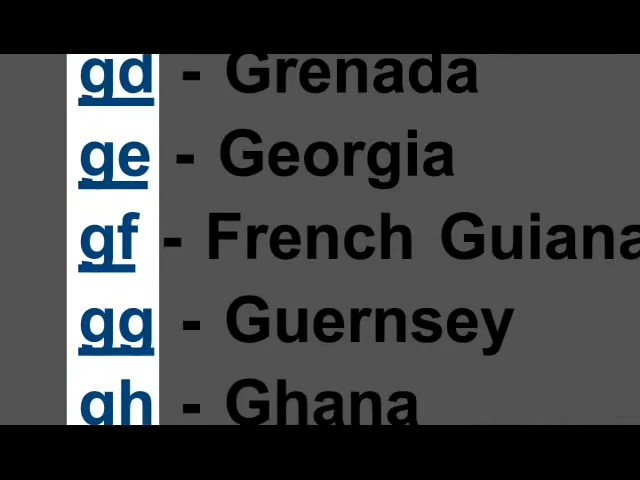 gd - Grenada
ge - Georgia
gf - French Guiana
gg - Guernsey
gh - Ghana